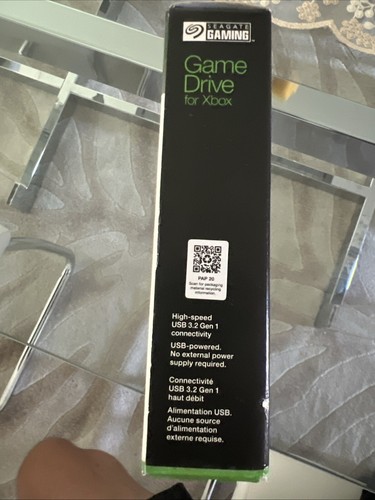 SEAGATE
GAMING
Game
Drive
for Xbox
PAP 20
Scan for packaging
material recycling
information.
High-speed
USB 3.2 Gen 1
connectivity
USB-powered.
No external power
supply required.
Connectivité
USB 3.2 Gen 1
haut débit
Alimentation USB.
Aucune source
d'alimentation
externe requise.